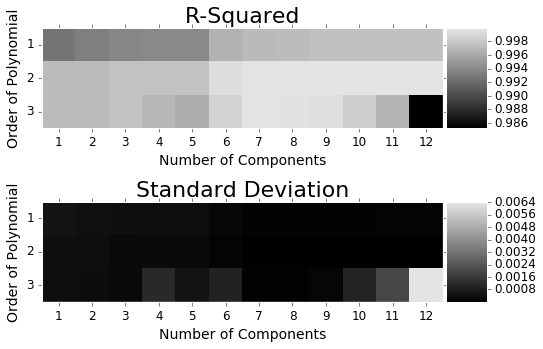 R-Squared
Order of Polynomial
1
2
3
1 2 3 4 5 6 7 8 9 10 11 12
Number of Components
0.998
0.996
0.994
0.992
0.990
0.988
0.986
Standard Deviation
Order of Polynomial
1
2
3
1 2 3 4 5 6 7 8 9 10 11 12
Number of Components
0.0064
0.0056
0.0048
0.0040
0.0032
0.0024
0.0016
0.0008